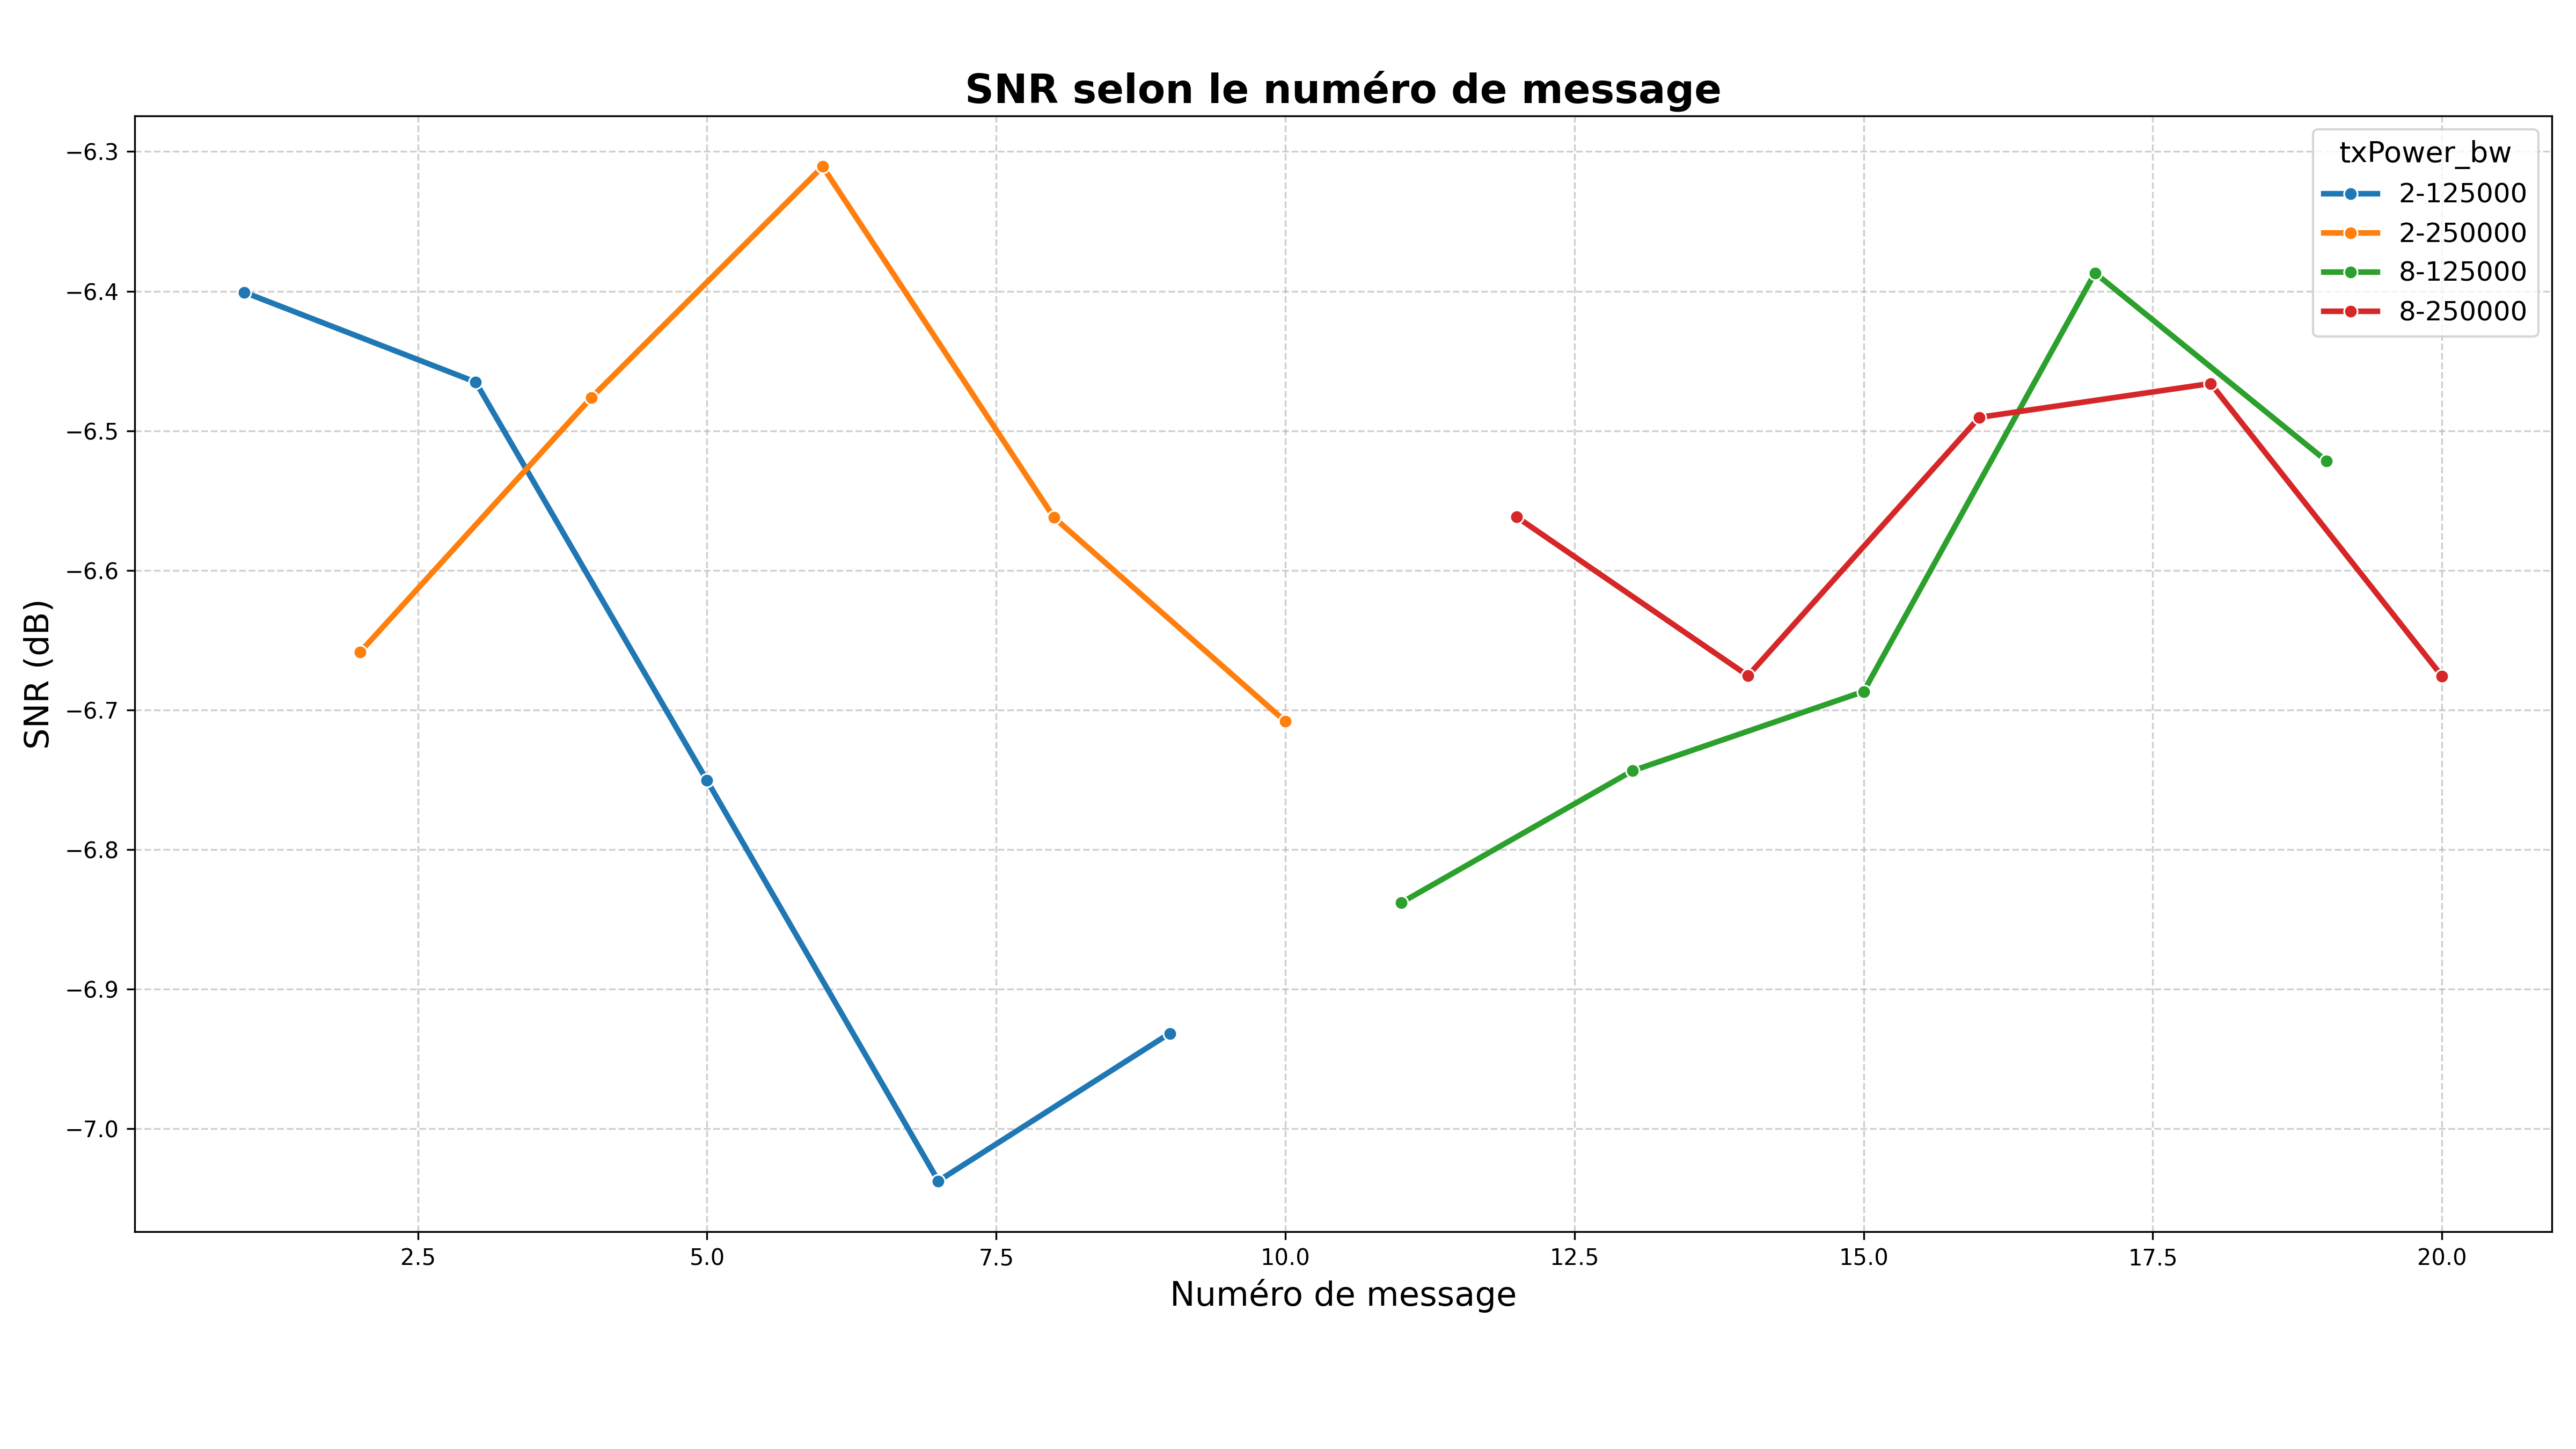 SNR selon le numéro de message
txPower_bw
2-125000
2-250000
8-125000
8-250000
SNR (dB)
−6.3
−6.4
−6.5
−6.6
−6.7
−6.8
−6.9
−7.0
2.5 5.0 7.5 10.0 12.5 15.0 17.5 20.0
Numéro de message